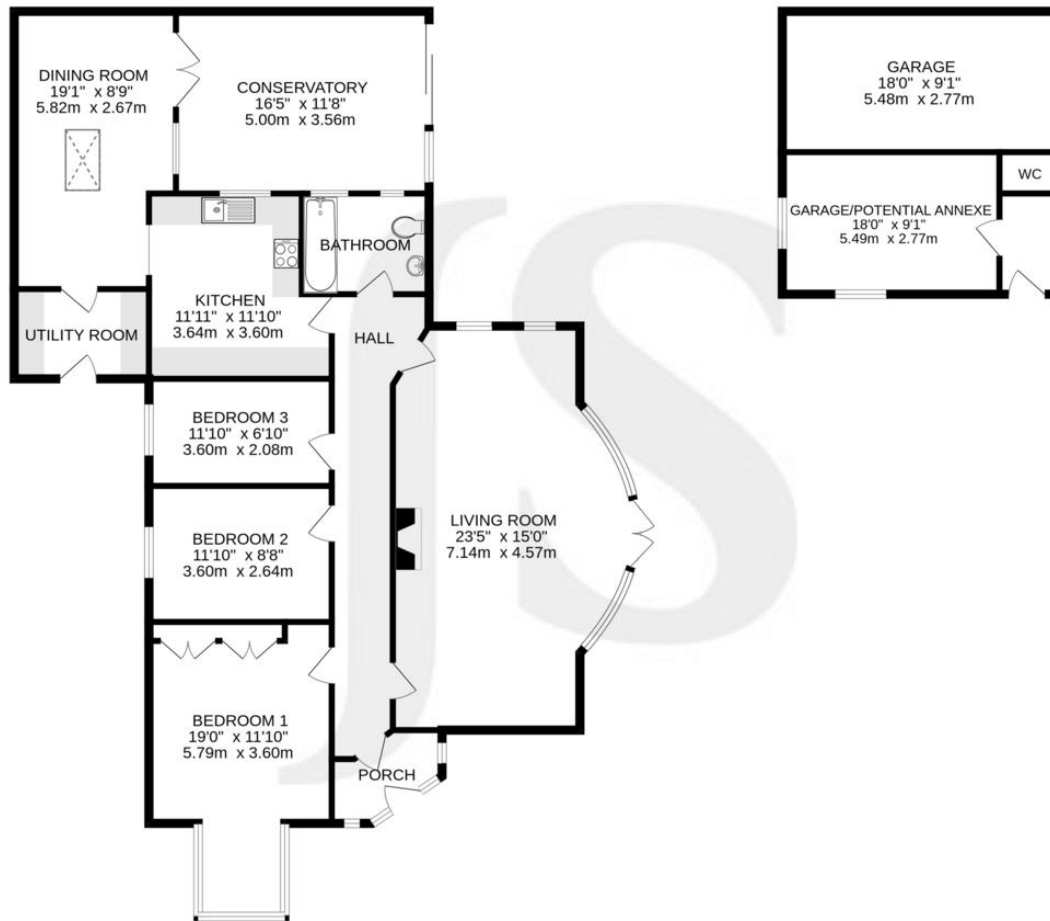 DINING ROOM
19'1" x 8'9"
5.82m x 2.67m
CONSERVATORY
16'5" x 11'8"
5.00m x 3.56m
GARAGE
18'0" x 9'1"
5.48m x 2.77m
WC
GARAGE/POTENTIAL ANNEXE
18'0" x 9'1"
5.49m x 2.77m
BATHROOM
KITCHEN
11'11" x 11'10"
3.64m x 3.60m
UTILITY ROOM
HALL
BEDROOM 3
11'10" x 6'10"
3.60m x 2.08m
BEDROOM 2
11'10" x 8'8"
3.60m x 2.64m
LIVING ROOM
23'5" x 15'0"
7.14m x 4.57m
BEDROOM 1
19'0" x 11'10"
5.79m x 3.60m
PORCH
JS